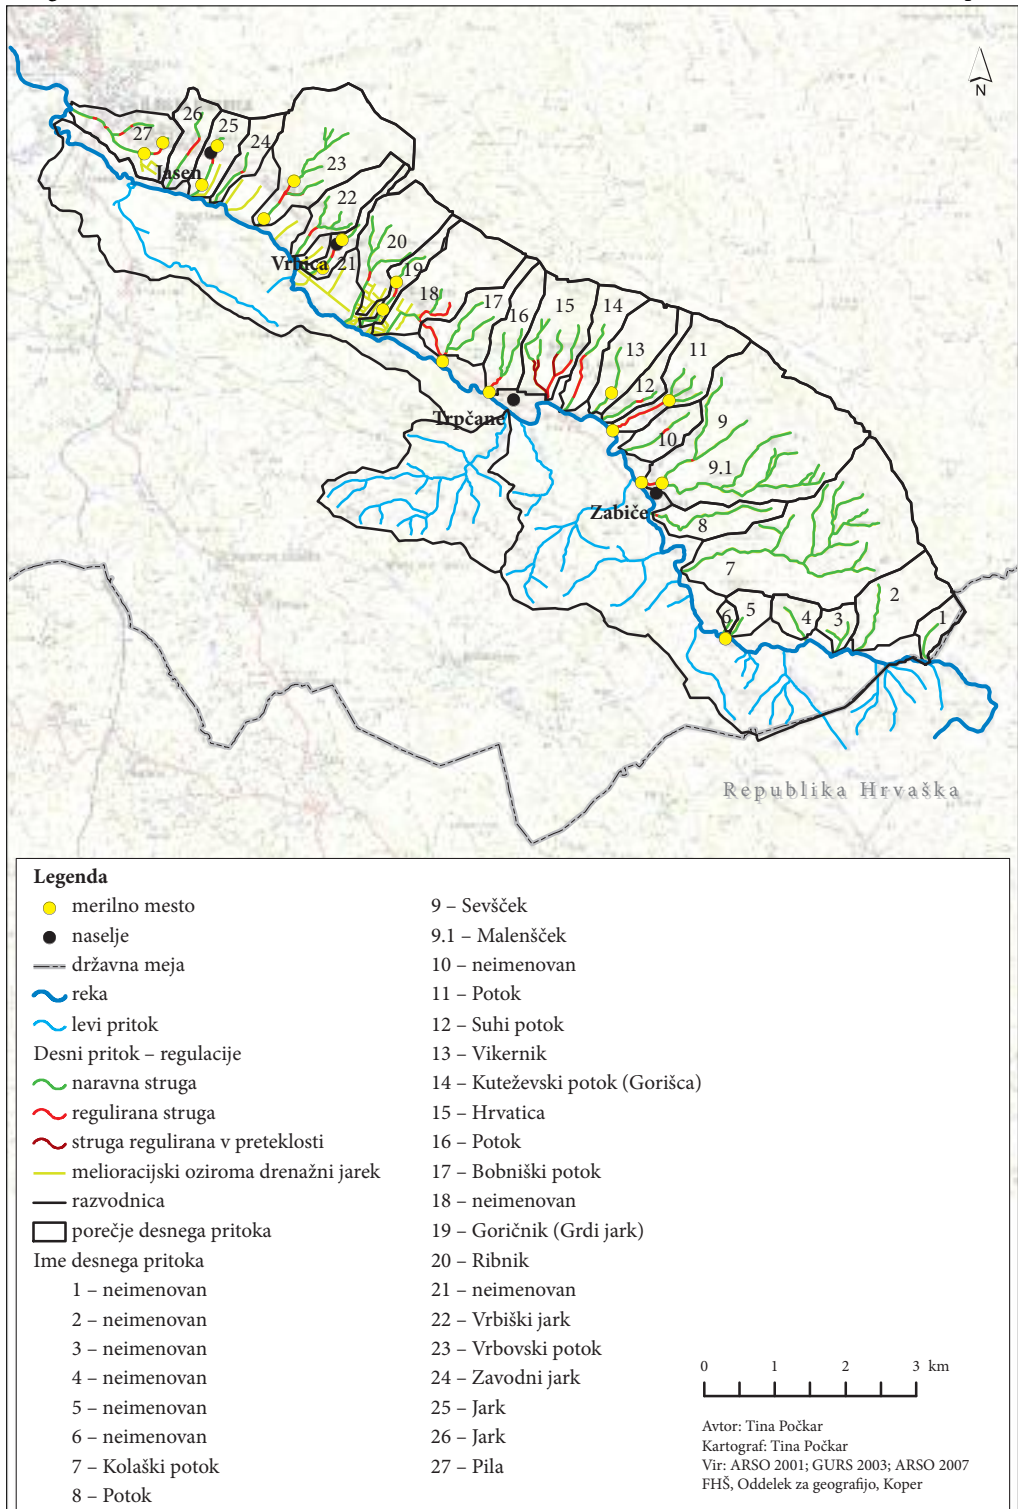 N
27
26
25
24
Jasen
23
22
Vrbica
21
20
19
18
17
16
15
14
13
12
11
Trpčane
10
9
9.1
Zabiče
8
7
6
5
4
3
2
1
Republika Hrvaška
Legenda
merilno mesto
naselje
državna meja
reka
levi pritok
Desni pritok – regulacije
naravna struga
regulirana struga
struga regulirana v preteklosti
melioracijski oziroma drenažni jarek
razvodnica
porečje desnega pritoka
Ime desnega pritoka
1 – neimenovan
2 – neimenovan
3 – neimenovan
4 – neimenovan
5 – neimenovan
6 – neimenovan
7 – Kolaški potok
8 – Potok
9 – Sevšček
9.1 – Malenšček
10 – neimenovan
11 – Potok
12 – Suhi potok
13 – Vikernik
14 – Kuteževski potok (Gorišca)
15 – Hrvatica
16 – Potok
17 – Bobniški potok
18 – neimenovan
19 – Goričnik (Grdi jark)
20 – Ribnik
21 – neimenovan
22 – Vrbiški jark
23 – Vrbovski potok
24 – Zavodni jark
25 – Jark
26 – Jark
27 – Pila
0 1 2 3 km
Avtor: Tina Počkar
Kartograf: Tina Počkar
Vir: ARSO 2001; GURS 2003; ARSO 2007
FHŠ, Oddelek za geografijo, Koper